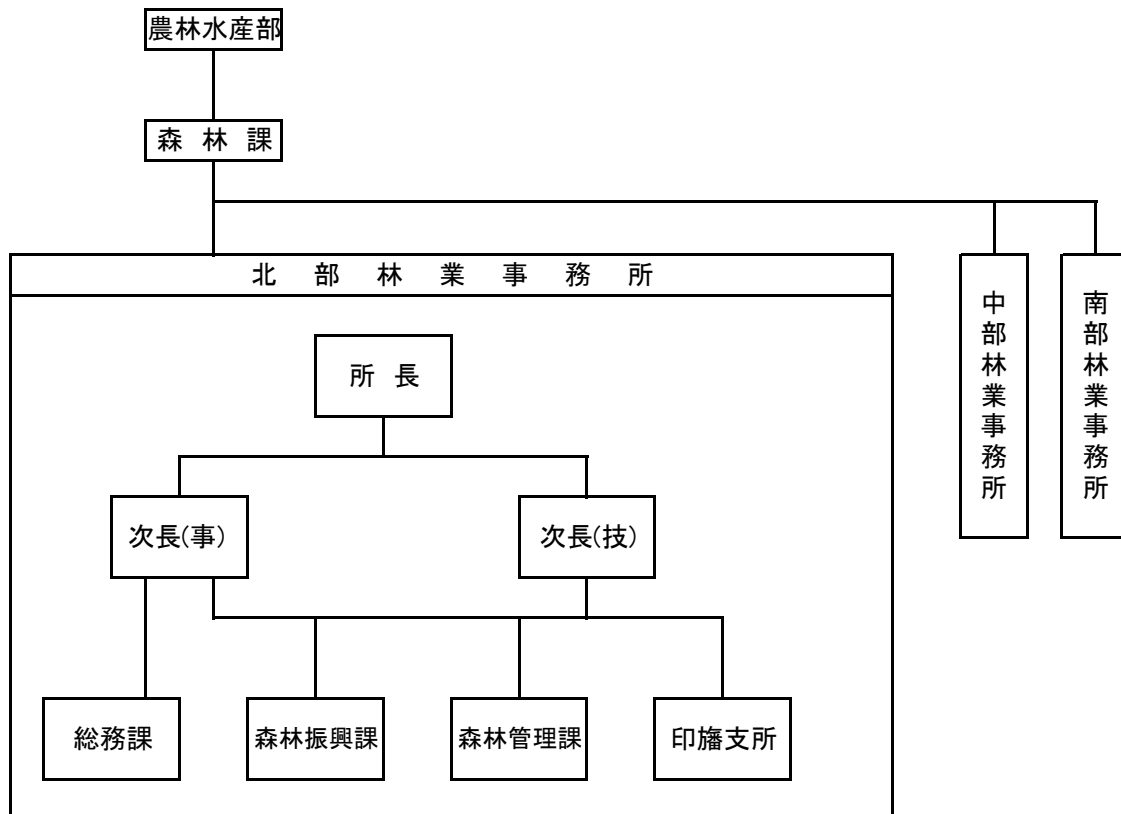 農林水産部
森 林 課
北 部 林 業 事 務 所
中部林業事務所
南部林業事務所
所 長
次長(事)
次長(技)
総務課
森林振興課
森林管理課
印旛支所